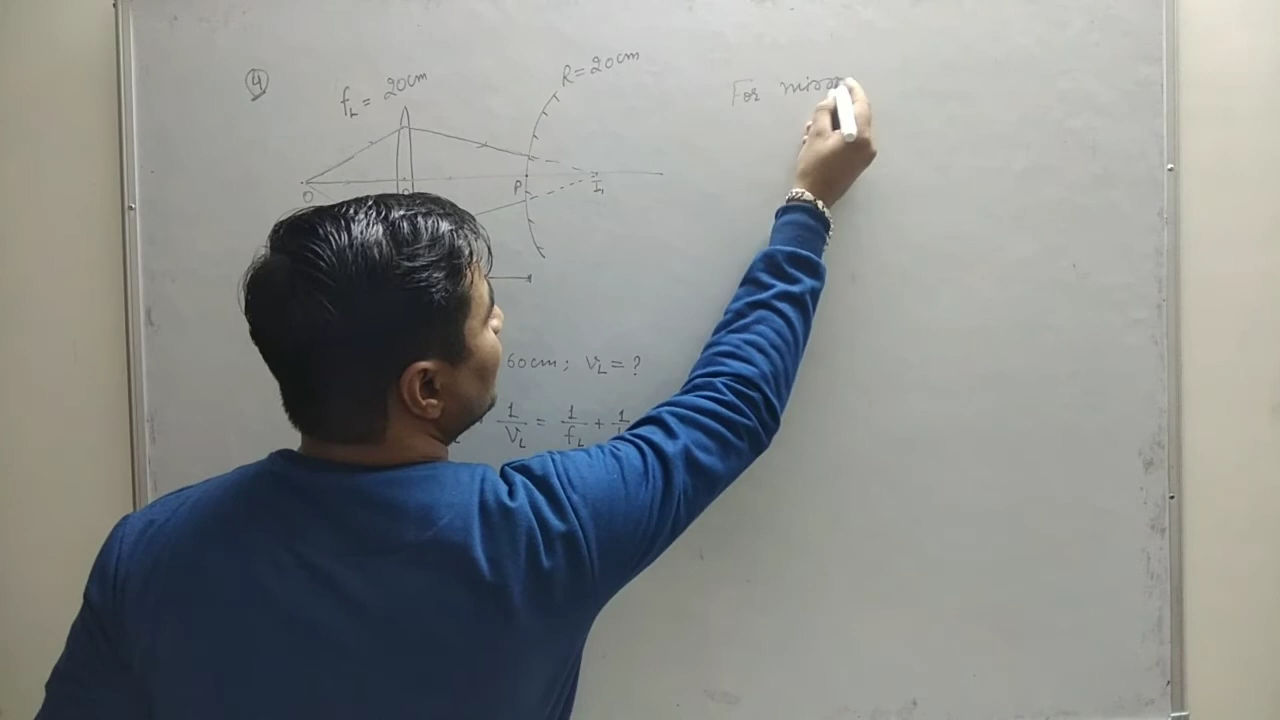 4
R = 20cm
f_L = 20cm
For mirr
O
P
I₁
60cm; V_L = ?
1/V_L = 1/f_L + 1/